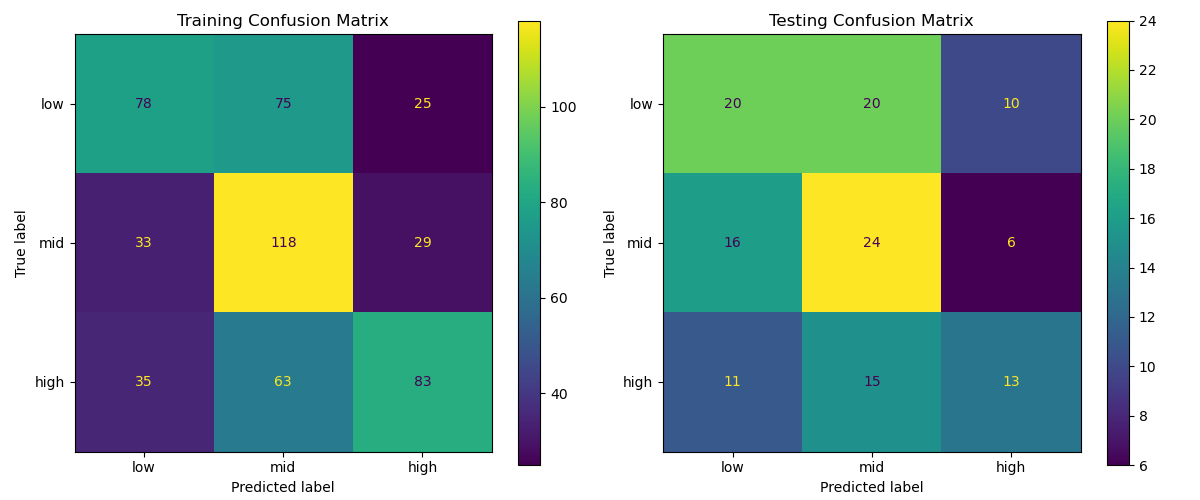 Training Confusion Matrix
low 78 75 25
mid 33 118 29
high 35 63 83
low mid high
Predicted label
True label
100
80
60
40
Testing Confusion Matrix
low 20 20 10
mid 16 24 6
high 11 15 13
low mid high
Predicted label
True label
24
22
20
18
16
14
12
10
8
6